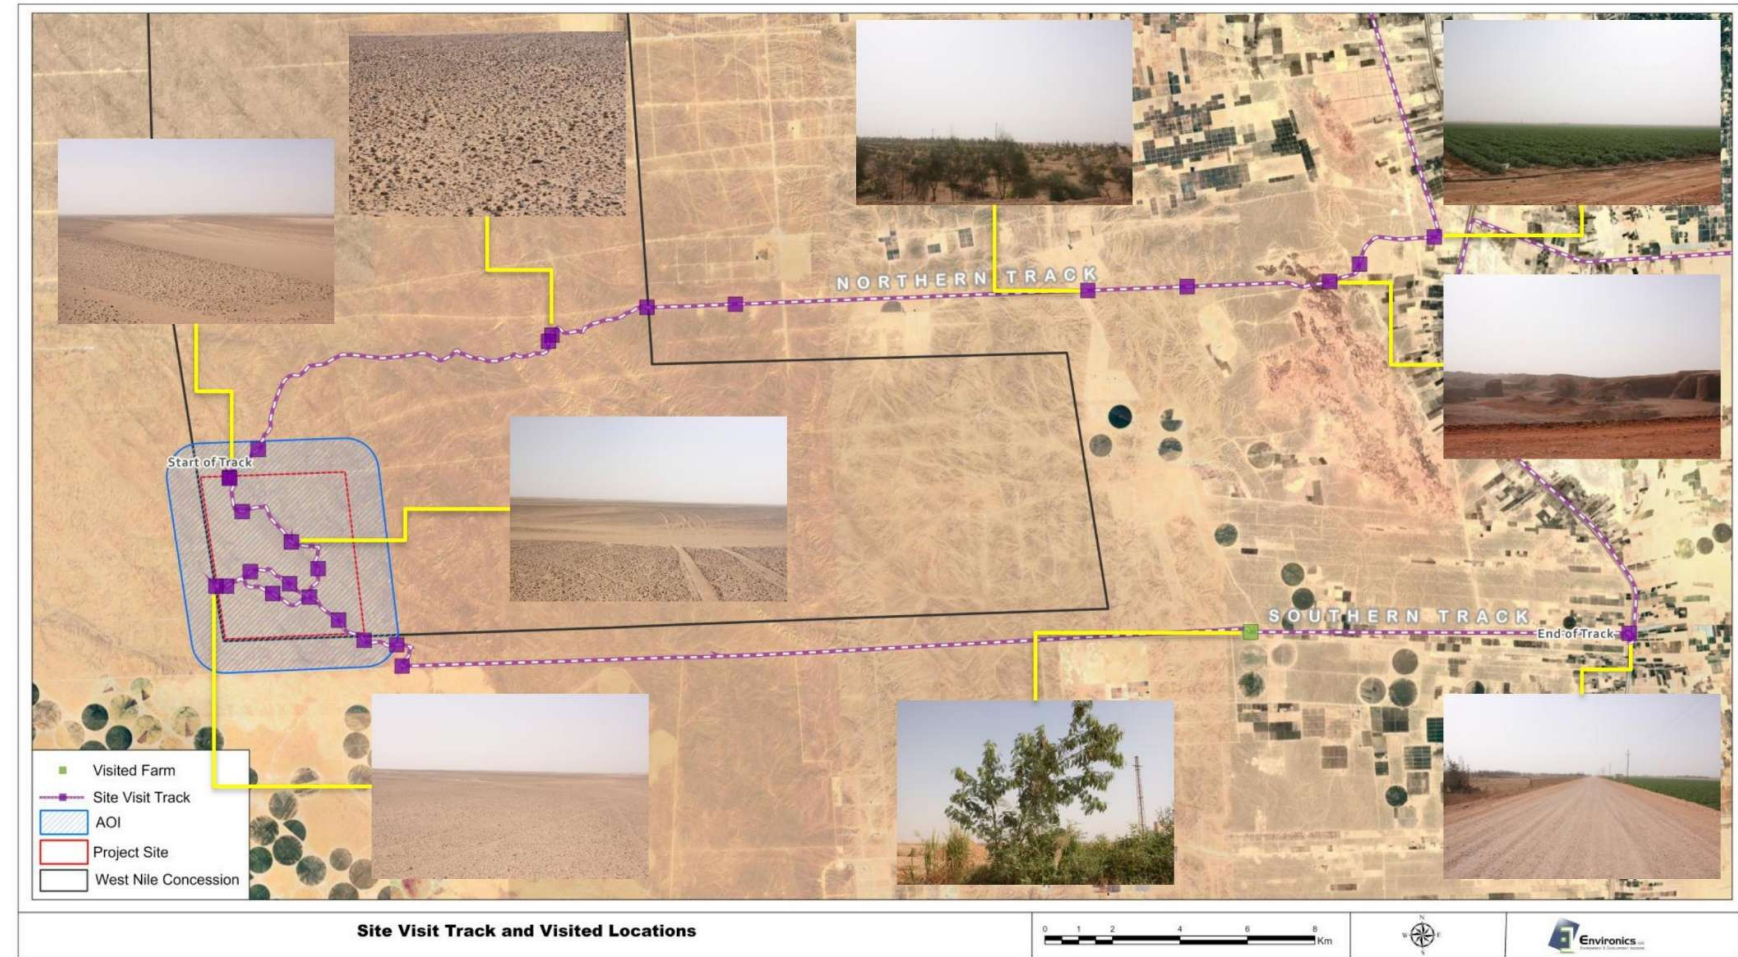 NORTHERN TRACK
Start of Track
SOUTHERN TRACK
End of Track
Visited Farm
Site Visit Track
AOI
Project Site
West Nile Concession
Site Visit Track and Visited Locations
0 1 2 4 6 8
Km
N
W E
S
Environics